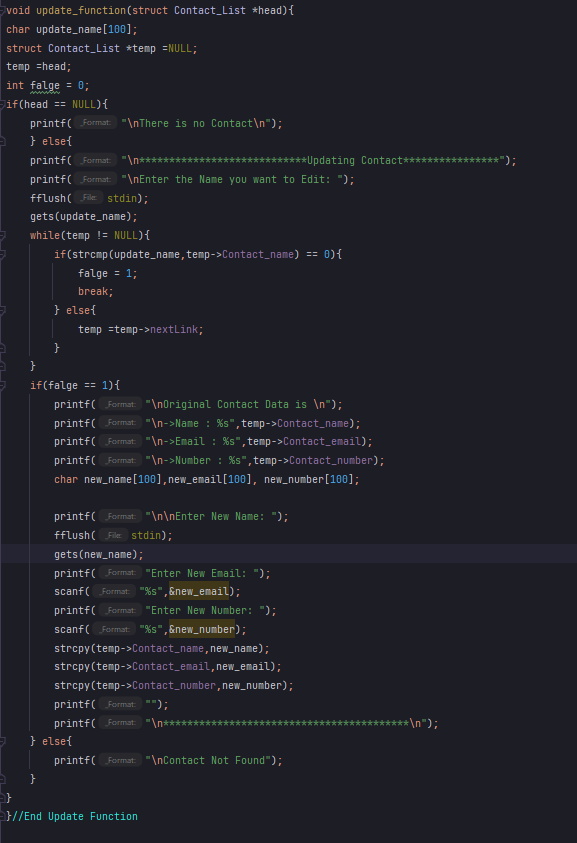 void update_function(struct Contact_List *head){
char update_name[100];
struct Contact_List *temp =NULL;
temp =head;
int falge = 0;
if(head == NULL){
printf( _Format: "\nThere is no Contact\n");
} else{
printf( _Format: "\n****************************Updating Contact****************");
printf( _Format: "\nEnter the Name you want to Edit: ");
fflush( _File: stdin);
gets(update_name);
while(temp != NULL){
if(strcmp(update_name,temp->Contact_name) == 0){
falge = 1;
break;
} else{
temp =temp->nextLink;
}
}
if(falge == 1){
printf( _Format: "\nOriginal Contact Data is \n");
printf( _Format: "\n->Name : %s",temp->Contact_name);
printf( _Format: "\n->Email : %s",temp->Contact_email);
printf( _Format: "\n->Number : %s",temp->Contact_number);
char new_name[100],new_email[100], new_number[100];
printf( _Format: "\n\nEnter New Name: ");
fflush( _File: stdin);
gets(new_name);
printf( _Format: "Enter New Email: ");
scanf( _Format: "%s",&new_email);
printf( _Format: "Enter New Number: ");
scanf( _Format: "%s",&new_number);
strcpy(temp->Contact_name,new_name);
strcpy(temp->Contact_email,new_email);
strcpy(temp->Contact_number,new_number);
printf( _Format: "");
printf( _Format: "\n*****************************************\n");
} else{
printf( _Format: "\nContact Not Found");
}
}
}//End Update Function